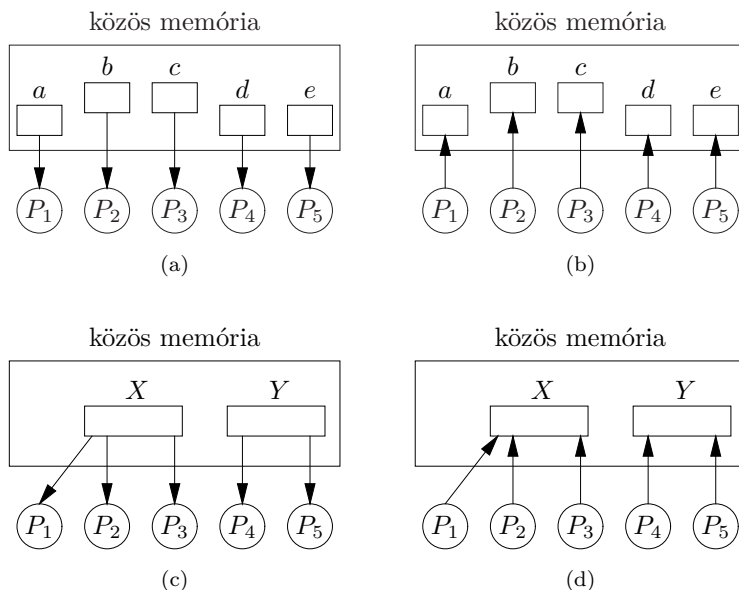 közös memória
a b c d e
P1 P2 P3 P4 P5
(a)
közös memória
a b c d e
P1 P2 P3 P4 P5
(b)
közös memória
X Y
P1 P2 P3 P4 P5
(c)
közös memória
X Y
P1 P2 P3 P4 P5
(d)